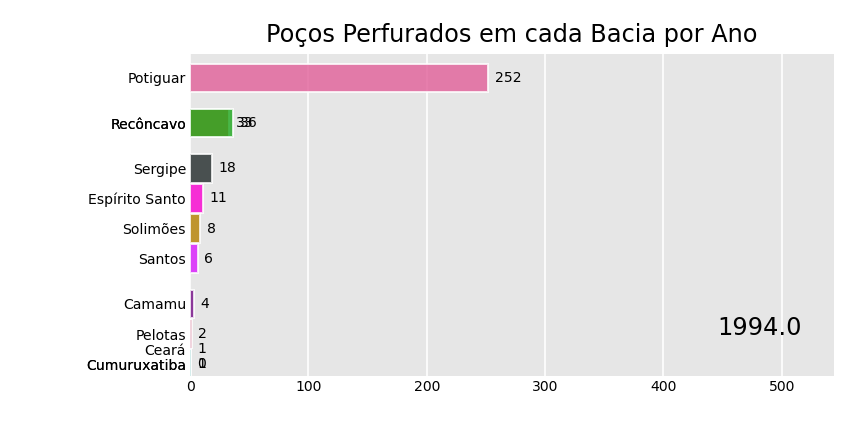 Poços Perfurados em cada Bacia por Ano
Potiguar 252
Recôncavo 36
Sergipe 18
Espírito Santo 11
Solimões 8
Santos 6
Camamu 4
Pelotas 2
Ceará 1
Cumuruxatiba
1994.0
0 100 200 300 400 500